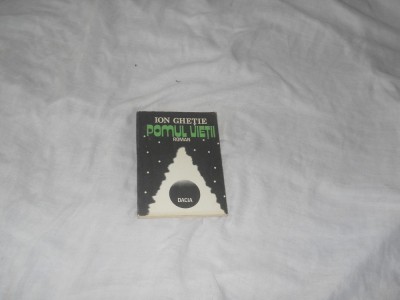 ION GHEȚIE
POMUL VIEȚII
ROMAN
DACIA